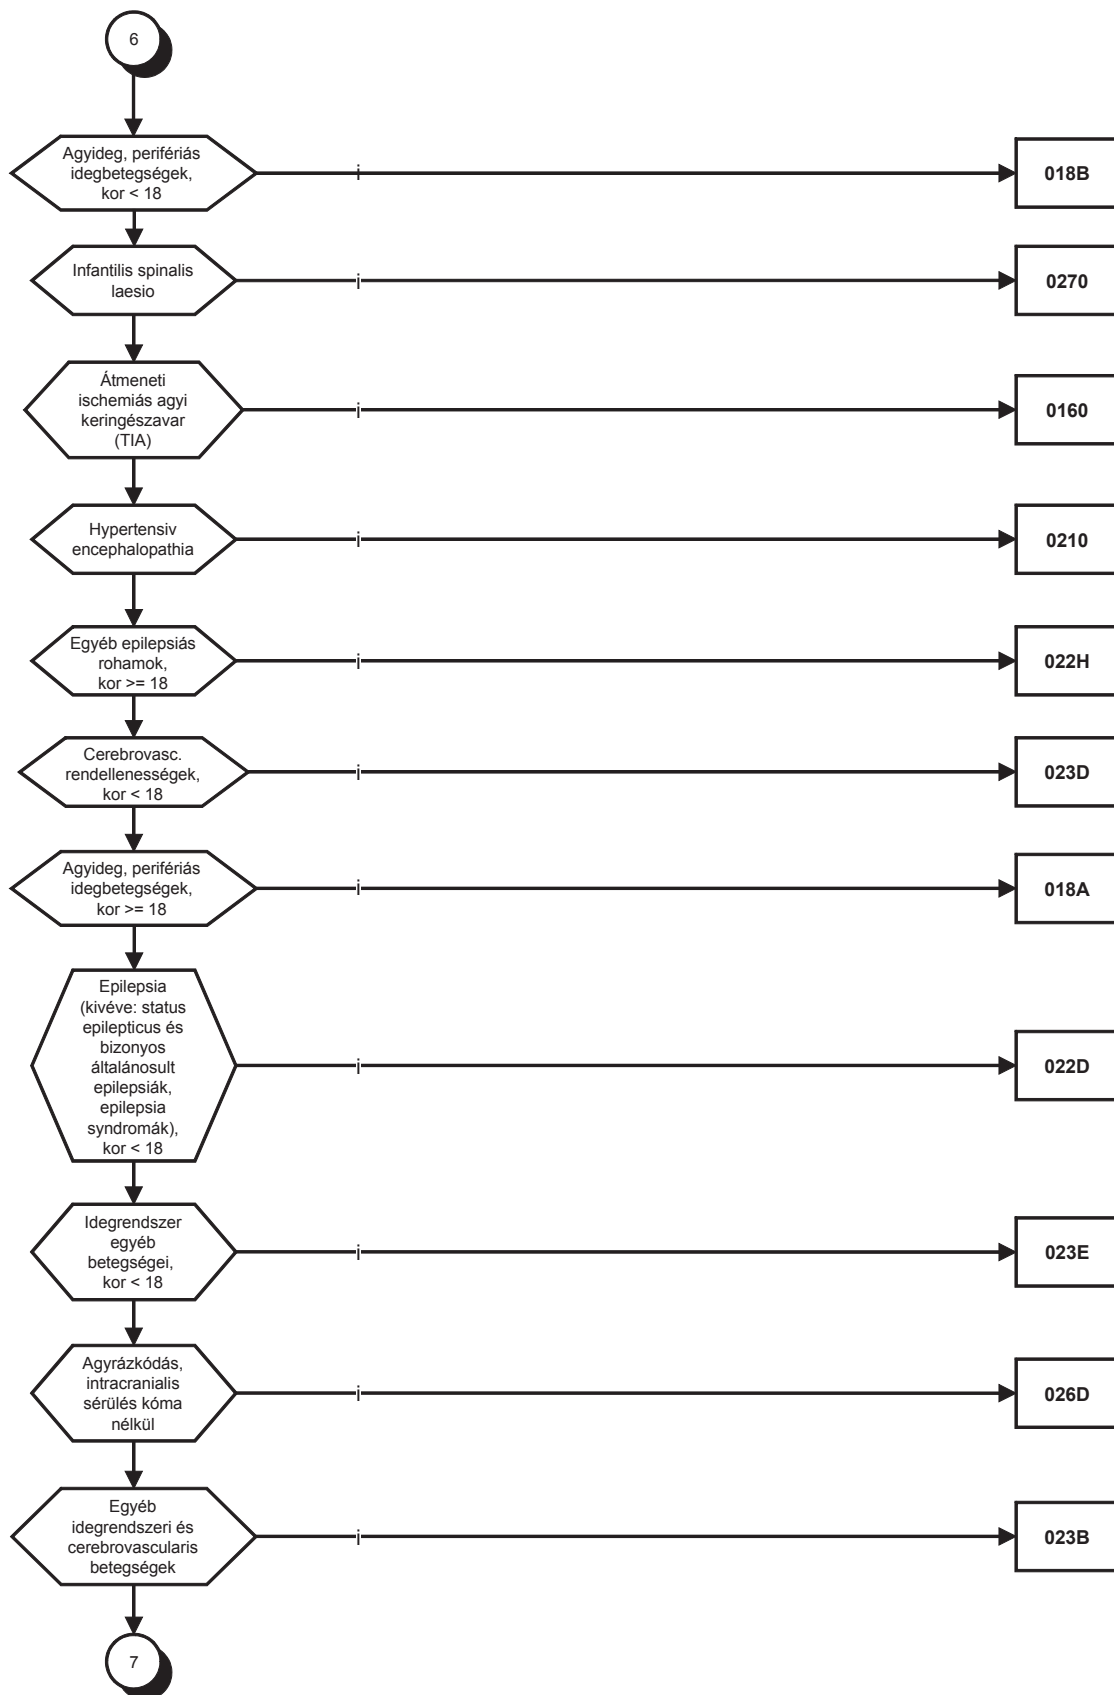 6
Agyideg, perifériás
idegbetegségek,
kor < 18
i
018B
Infantilis spinalis
laesio
i
0270
Átmeneti
ischemiás agyi
keringészavar
(TIA)
i
0160
Hypertensiv
encephalopathia
i
0210
Egyéb epilepsiás
rohamok,
kor >= 18
i
022H
Cerebrovasc.
rendellenességek,
kor < 18
i
023D
Agyideg, perifériás
idegbetegségek,
kor >= 18
i
018A
Epilepsia
(kivéve: status
epilepticus és
bizonyos
általánosult
epilepsiák,
epilepsia
syndromák),
kor < 18
i
022D
Idegrendszer
egyéb
betegségei,
kor < 18
i
023E
Agyrázkódás,
intracranialis
sérülés kóma
nélkül
i
026D
Egyéb
idegrendszeri és
cerebrovascularis
betegségek
i
023B
7